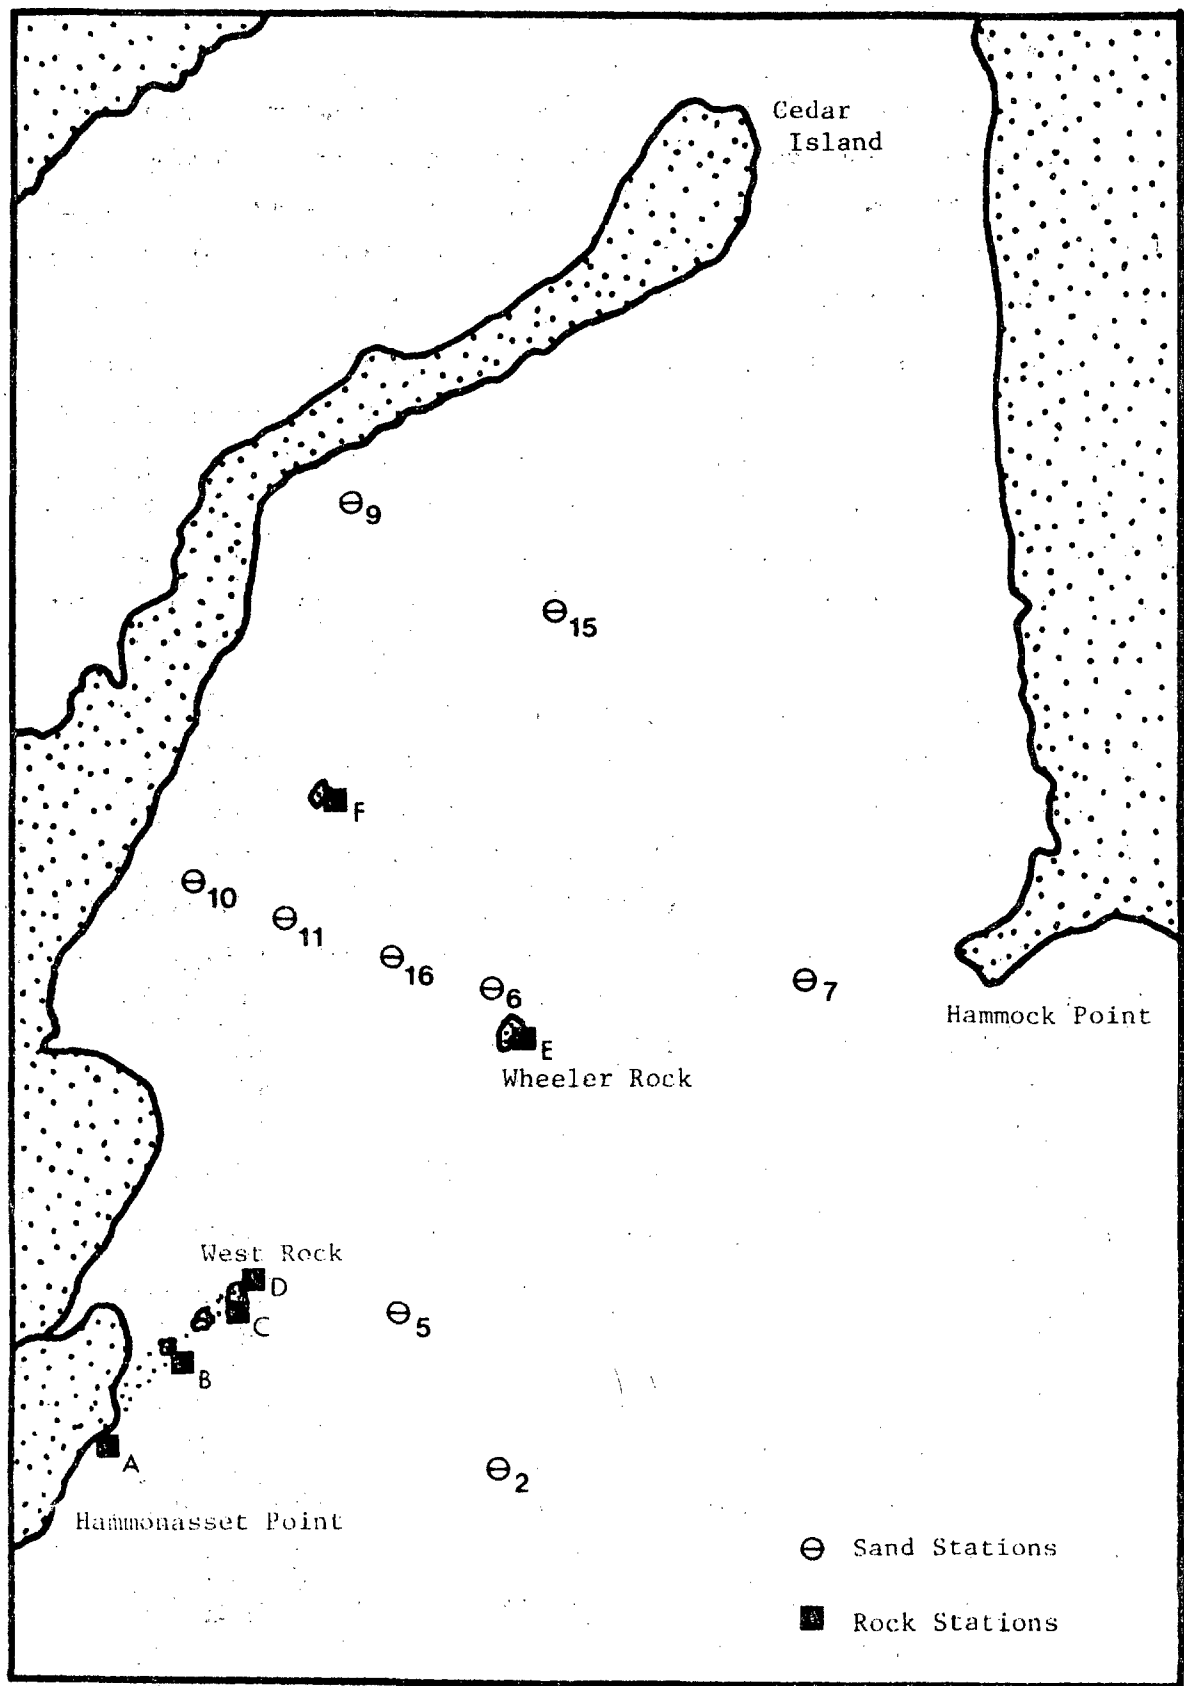 Cedar
Island
9
15
F
10
11
16
6
7
E
Hammock Point
Wheeler Rock
West Rock
D
C
5
B
A
2
Hammonasset Point
Sand Stations
Rock Stations